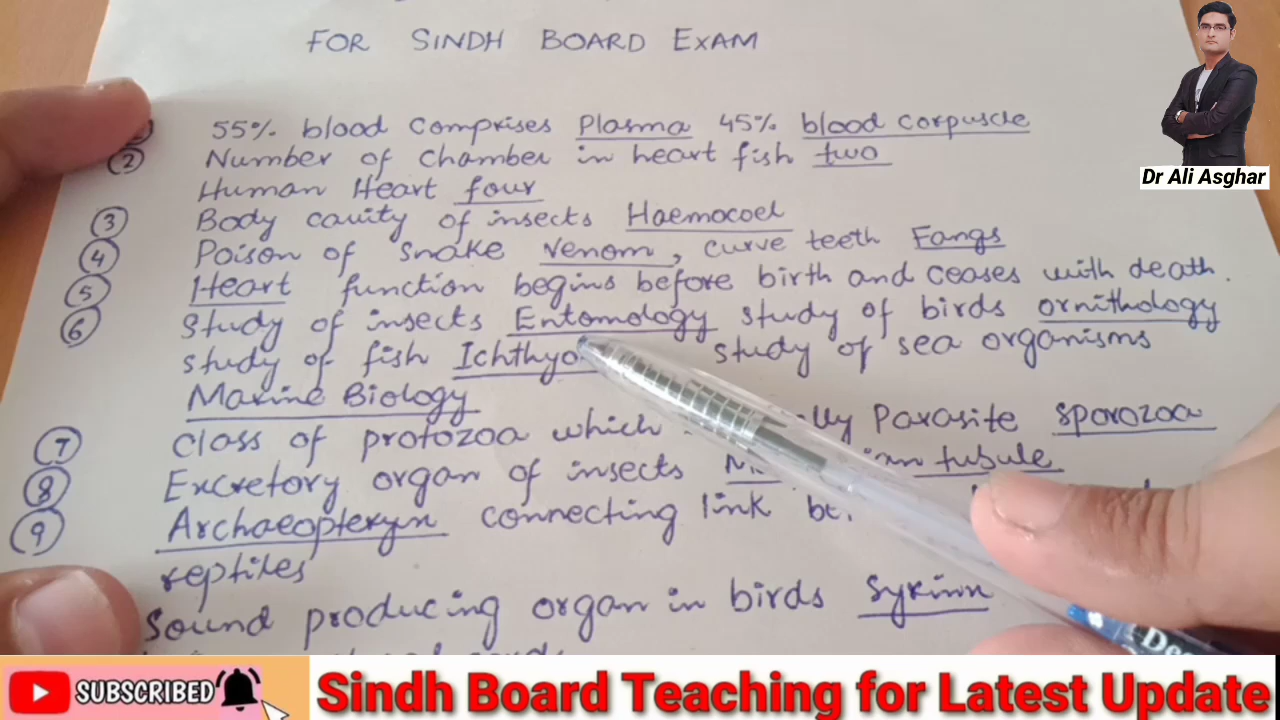 FOR SINDH BOARD EXAM
55% blood comprises Plasma 45% blood corpuscle
② Number of chamber in heart fish two
Human Heart four
③ Body cavity of insects Haemocoel
④ Poison of snake venom, curve teeth Fangs
⑤ Heart function begins before birth and ceases with death.
⑥ Study of insects Entomology study of birds ornithology
study of fish Ichthyo study of sea organisms
Marine Biology
⑦ class of protozoa which Parasite sporozoa
⑧ Excretory organ of insects tubule
⑨ Archaeopteryx connecting link
reptiles
Sound producing organ in birds Syrinx
Dr Ali Asghar
SUBSCRIBED
Sindh Board Teaching for Latest Update